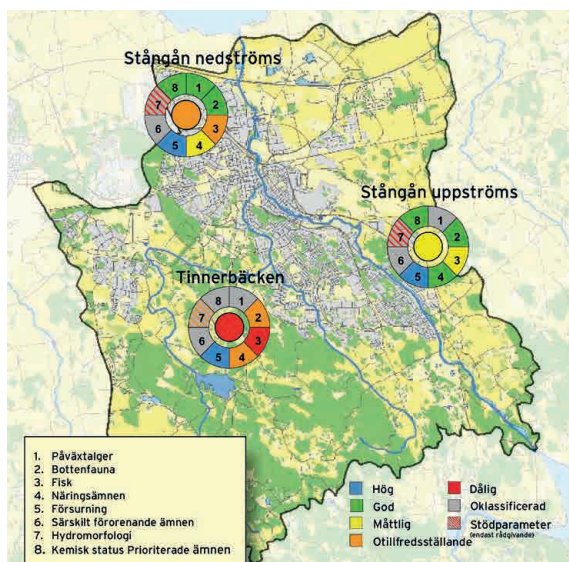 Stångån nedströms
8 1
7 2
6 3
5 4
Stångån uppströms
8 1
7 2
6 3
5 4
Tinnerbäcken
8 1
7 2
6 3
5 4
1. Påväxtalger
2. Bottenfauna
3. Fisk
4. Näringsämnen
5. Försurning
6. Särskilt förorenande ämnen
7. Hydromorfologi
8. Kemisk status Prioriterade ämnen
Hög
God
Måttlig
Otillfredsställande
Dålig
Oklassificerad
Stödparameter
(endast rådgivande)